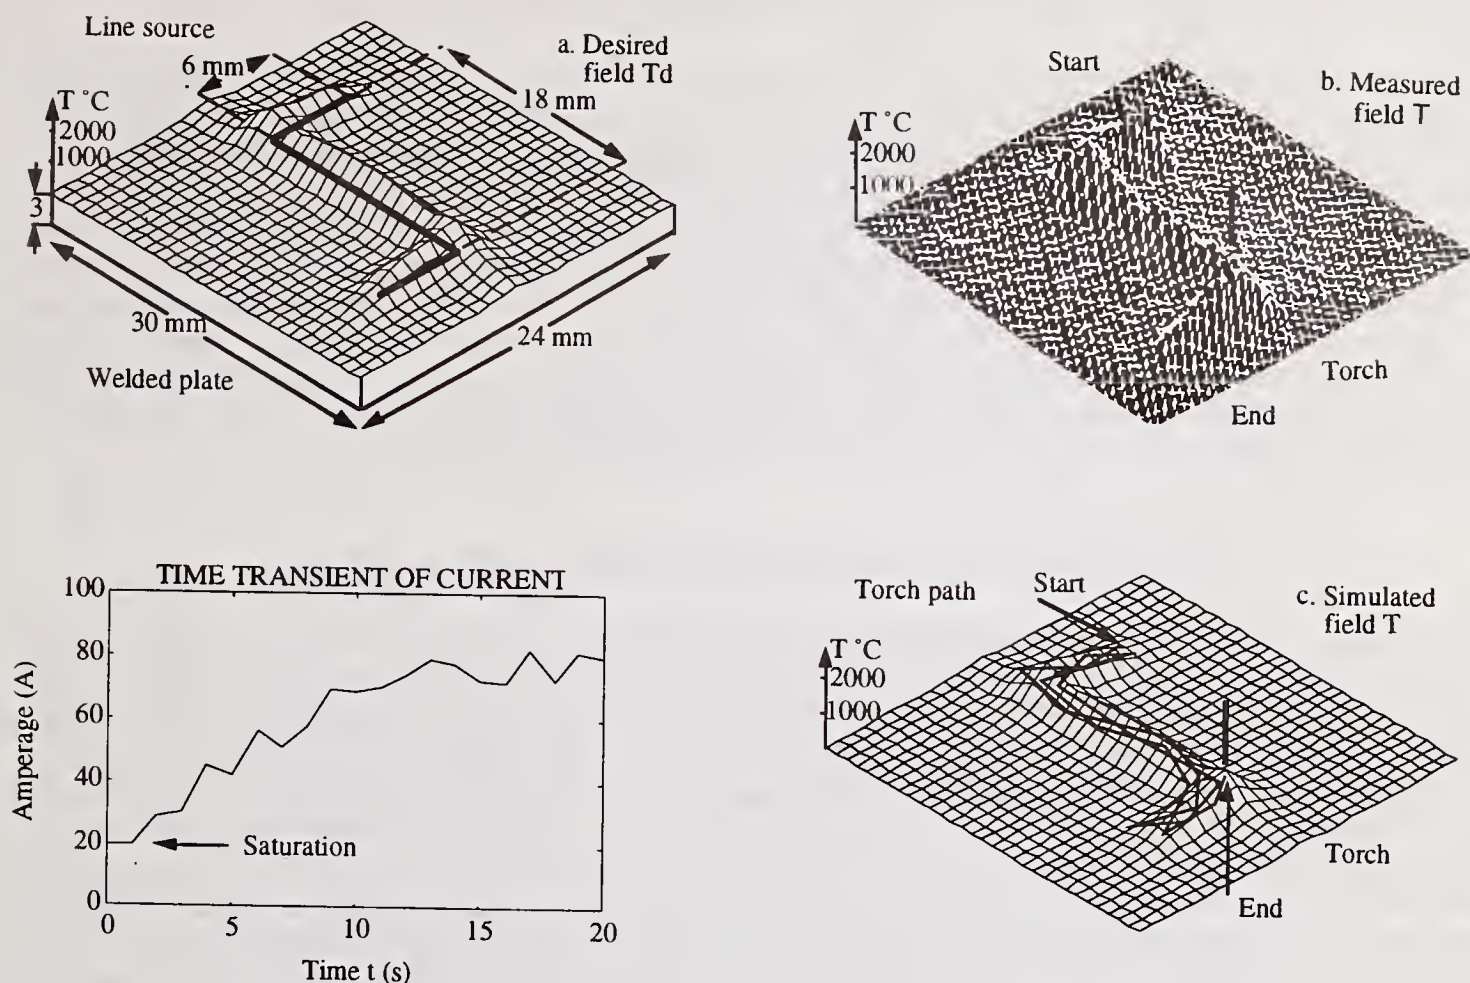 Line source
6 mm
a. Desired
field Td
18 mm
T °C
2000
1000
3
30 mm
24 mm
Welded plate
Start
b. Measured
field T
T °C
2000
1000
Torch
End
TIME TRANSIENT OF CURRENT
100
80
60
40
20
0
Amperage (A)
Saturation
0
5
10
15
20
Time t (s)
Torch path
Start
c. Simulated
field T
T °C
2000
1000
Torch
End